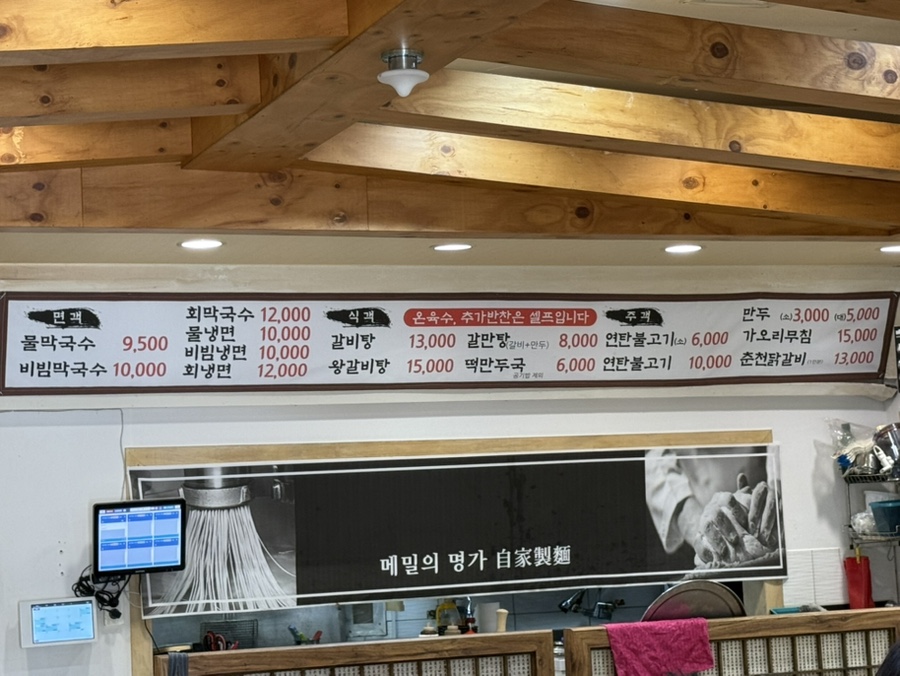 면객
물막국수 9,500
비빔막국수 10,000
회막국수 12,000
물냉면 10,000
비빔냉면 10,000
회냉면 12,000
식객
온육수, 추가반찬은 셀프입니다
갈비탕 13,000
왕갈비탕 15,000
갈만탕(갈비+만두) 8,000
떡만두국 6,000
공기밥 제외
주객
연탄불고기(소) 6,000
연탄불고기 10,000
만두 (소)3,000 (대)5,000
가오리무침 15,000
춘천닭갈비 13,000
메밀의 명가 自家製麵